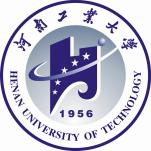 河南工業大學
1956
HENAN UNIVERSITY OF TECHNOLOGY